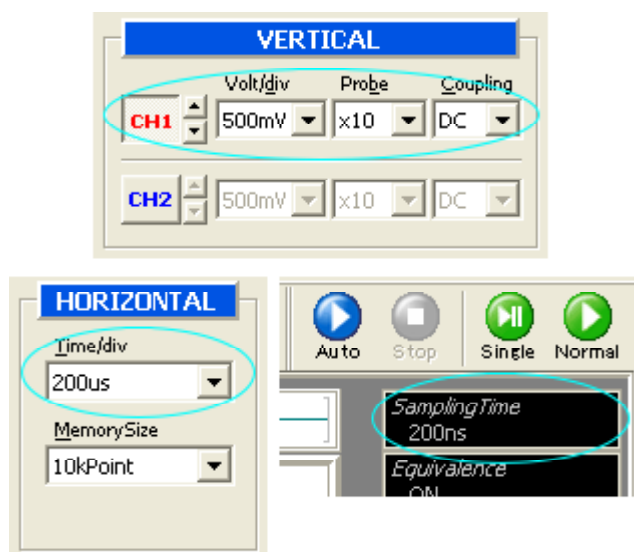 VERTICAL
Volt/div Probe Coupling
CH1 500mV x10 DC
CH2 500mV x10 DC
HORIZONTAL
Time/div
200us
MemorySize
10kPoint
Auto Stop Single Normal
SamplingTime
200ns
Equivalence
ON